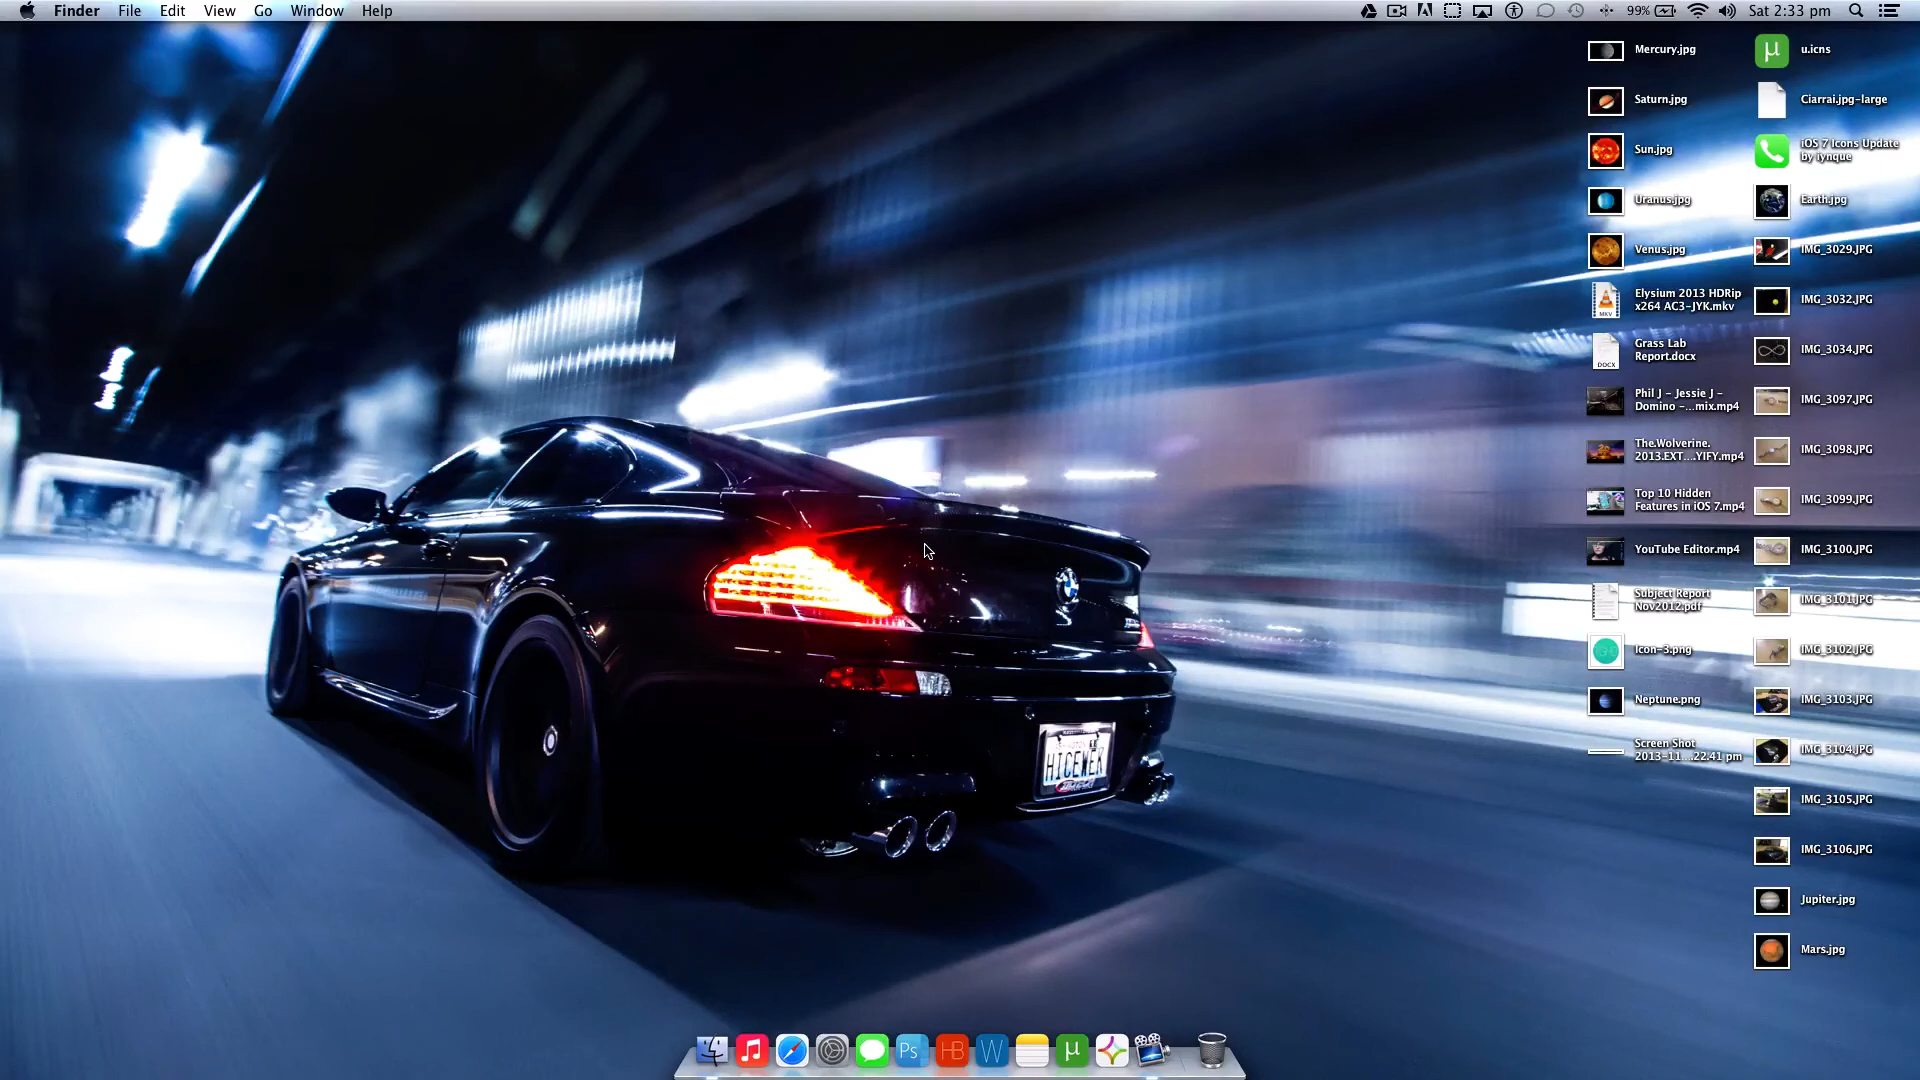 Finder File Edit View Go Window Help
99% Sat 2:33 pm
Mercury.jpg
Saturn.jpg
Sun.jpg
Uranus.jpg
Venus.jpg
Elysium 2013 HDRip
x264 AC3-JYK.mkv
MKV
Grass Lab
Report.docx
DOCX
Phil J - Jessie J -
Domino -...mix.mp4
The.Wolverine.
2013.EXT....YIFY.mp4
Top 10 Hidden
Features in iOS 7.mp4
YouTube Editor.mp4
Subject Report
Nov2012.pdf
Icon-3.png
Neptune.png
Screen Shot
2013-11....22.41 pm
µ
u.icns
Ciarrai.jpg-large
iOS 7 Icons Update
by iynque
Earth.jpg
IMG_3029.JPG
IMG_3032.JPG
IMG_3034.JPG
IMG_3097.JPG
IMG_3098.JPG
IMG_3099.JPG
IMG_3100.JPG
IMG_3101.JPG
IMG_3102.JPG
IMG_3103.JPG
IMG_3104.JPG
IMG_3105.JPG
IMG_3106.JPG
Jupiter.jpg
Mars.jpg
Ps HB W µ